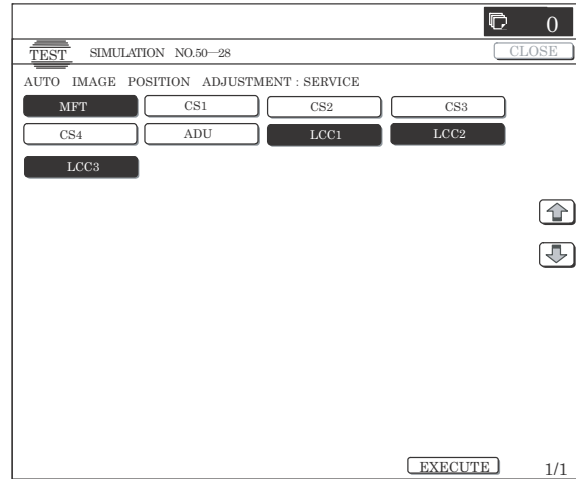 0
TEST SIMULATION NO.50—28 CLOSE
AUTO IMAGE POSITION ADJUSTMENT : SERVICE
MFT CS1 CS2 CS3
CS4 ADU LCC1 LCC2
LCC3
EXECUTE 1/1